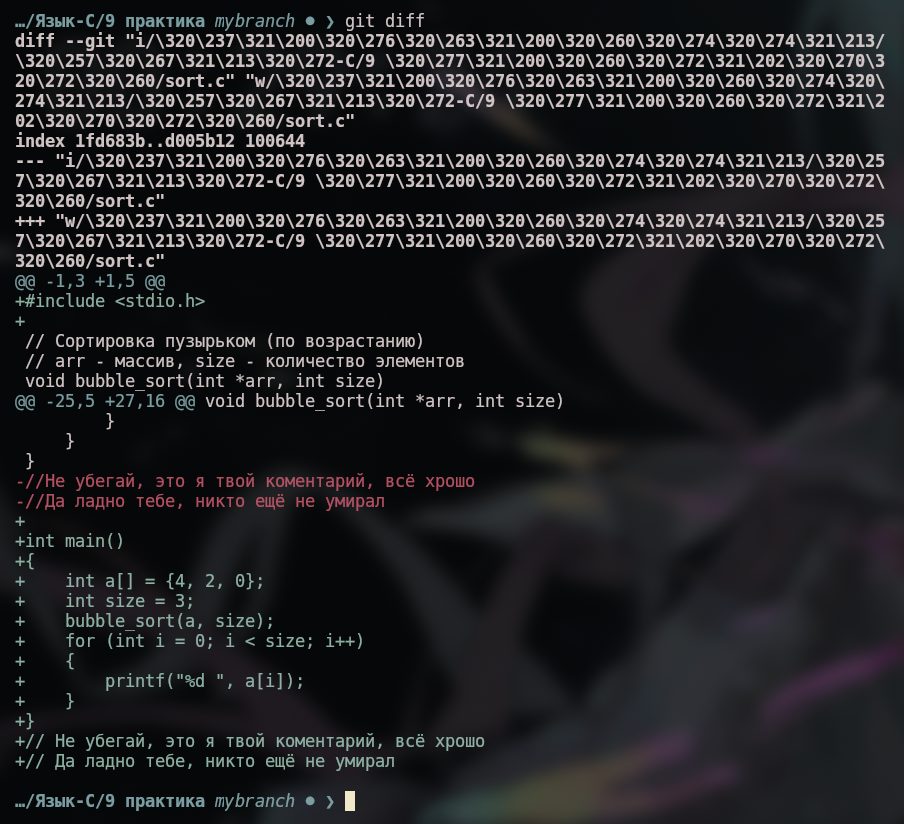 …/Язык-C/9 практика mybranch ● ❯ git diff
diff --git "i/\320\237\321\200\320\276\320\263\321\200\320\260\320\274\320\274\321\213/
\320\257\320\267\321\213\320\272-C/9 \320\277\321\200\320\260\320\272\321\202\320\270\3
20\272\320\260/sort.c" "w/\320\237\321\200\320\276\320\263\321\200\320\260\320\274\320\
274\321\213/\320\257\320\267\321\213\320\272-C/9 \320\277\321\200\320\260\320\272\321\2
02\320\270\320\272\320\260/sort.c"
index 1fd683b..d005b12 100644
--- "i/\320\237\321\200\320\276\320\263\321\200\320\260\320\274\320\274\321\213/\320\25
7\320\267\321\213\320\272-C/9 \320\277\321\200\320\260\320\272\321\202\320\270\320\272\
320\260/sort.c"
+++ "w/\320\237\321\200\320\276\320\263\321\200\320\260\320\274\320\274\321\213/\320\25
7\320\267\321\213\320\272-C/9 \320\277\321\200\320\260\320\272\321\202\320\270\320\272\
320\260/sort.c"
@@ -1,3 +1,5 @@
+#include <stdio.h>
+
 // Сортировка пузырьком (по возрастанию)
 // arr - массив, size - количество элементов
 void bubble_sort(int *arr, int size)
@@ -25,5 +27,16 @@ void bubble_sort(int *arr, int size)
         }
     }
 }
-//Не убегай, это я твой коментарий, всё хрошо
-//Да ладно тебе, никто ещё не умирал
+
+int main()
+{
+    int a[] = {4, 2, 0};
+    int size = 3;
+    bubble_sort(a, size);
+    for (int i = 0; i < size; i++)
+    {
+        printf("%d ", a[i]);
+    }
+}
+// Не убегай, это я твой коментарий, всё хрошо
+// Да ладно тебе, никто ещё не умирал
…/Язык-C/9 практика mybranch ● ❯